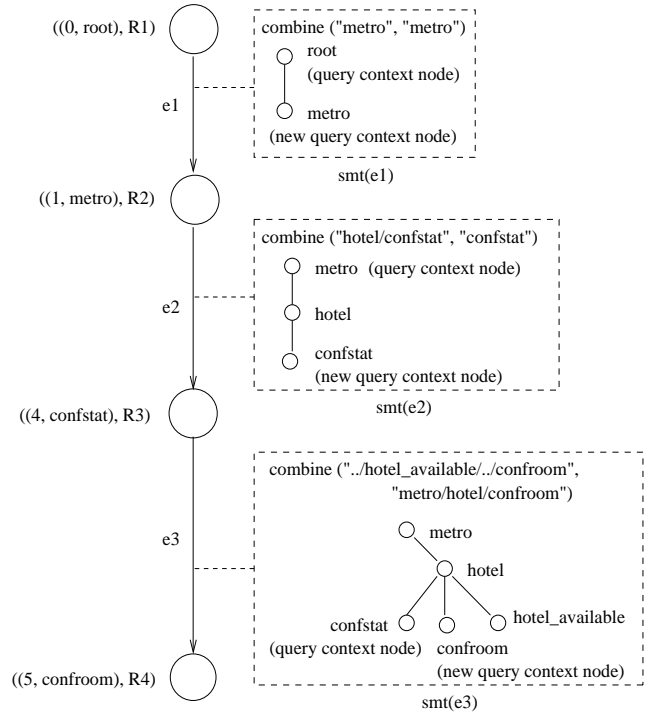 ((0, root), R1)
combine ("metro", "metro")
root
(query context node)
e1
metro
(new query context node)
smt(e1)
((1, metro), R2)
combine ("hotel/confstat", "confstat")
metro (query context node)
e2
hotel
confstat
(new query context node)
smt(e2)
((4, confstat), R3)
combine ("../hotel_available/../confroom",
"metro/hotel/confroom")
metro
e3
hotel
hotel_available
confstat
(query context node)
confroom
(new query context node)
((5, confroom), R4)
smt(e3)